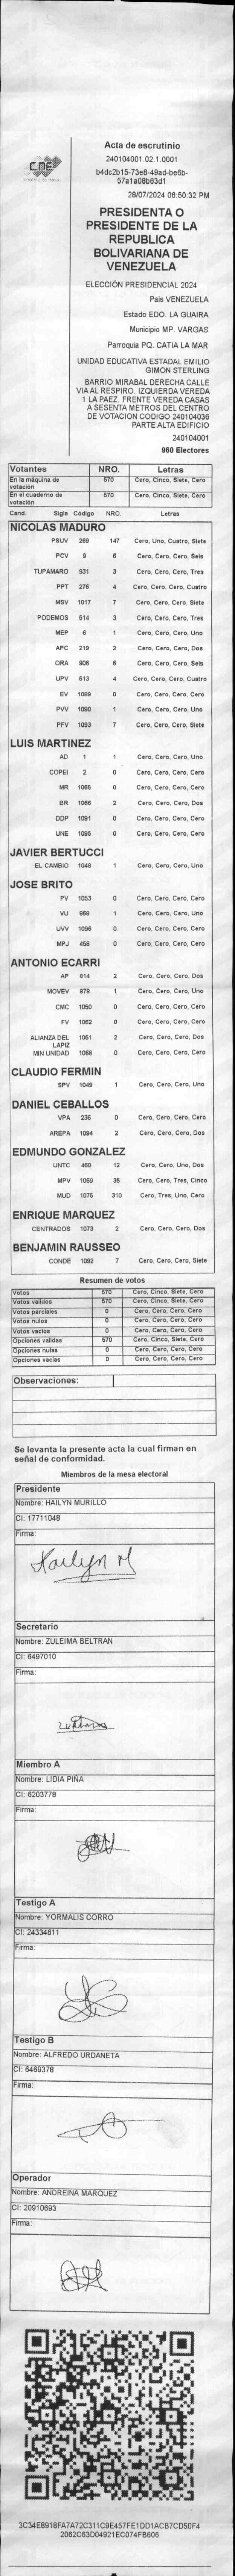 Acta de escrutinio
CNE
240104001.02.1.0001
b4dc2b15-73e8-49ad-be6b-
57a1a08b63d1
28/07/2024 06:50:32 PM
PRESIDENTA O
PRESIDENTE DE LA
REPUBLICA
BOLIVARIANA DE
VENEZUELA
ELECCIÓN PRESIDENCIAL 2024
País VENEZUELA
Estado EDO. LA GUAIRA
Municipio MP. VARGAS
Parroquia PQ. CATIA LA MAR
UNIDAD EDUCATIVA ESTADAL EMILIO
GIMON STERLING
BARRIO MIRABAL DERECHA CALLE
VIA AL RESPIRO. IZQUIERDA VEREDA
1 LA PAEZ. FRENTE VEREDA CASAS
A SESENTA METROS DEL CENTRO
DE VOTACION CODIGO 240104036
PARTE ALTA EDIFICIO
240104001
960 Electores
Votantes NRO. Letras
En la máquina de votación 570 Cero, Cinco, Siete, Cero
En el cuaderno de votación 570 Cero, Cinco, Siete, Cero
Cand. Sigla Código NRO. Letras
NICOLAS MADURO
PSUV 269 147 Cero, Uno, Cuatro, Siete
PCV 9 6 Cero, Cero, Cero, Seis
TUPAMARO 931 3 Cero, Cero, Cero, Tres
PPT 276 4 Cero, Cero, Cero, Cuatro
MSV 1017 7 Cero, Cero, Cero, Siete
PODEMOS 514 3 Cero, Cero, Cero, Tres
MEP 6 1 Cero, Cero, Cero, Uno
APC 219 2 Cero, Cero, Cero, Dos
ORA 906 6 Cero, Cero, Cero, Seis
UPV 613 4 Cero, Cero, Cero, Cuatro
EV 1089 0 Cero, Cero, Cero, Cero
PVV 1090 1 Cero, Cero, Cero, Uno
PFV 1093 7 Cero, Cero, Cero, Siete
LUIS MARTINEZ
AD 1 1 Cero, Cero, Cero, Uno
COPEI 2 0 Cero, Cero, Cero, Cero
MR 1065 0 Cero, Cero, Cero, Cero
BR 1066 2 Cero, Cero, Cero, Dos
DDP 1091 0 Cero, Cero, Cero, Cero
UNE 1095 0 Cero, Cero, Cero, Cero
JAVIER BERTUCCI
EL CAMBIO 1048 1 Cero, Cero, Cero, Uno
JOSE BRITO
PV 1053 0 Cero, Cero, Cero, Cero
VU 968 1 Cero, Cero, Cero, Uno
UVV 1096 0 Cero, Cero, Cero, Cero
MPJ 458 0 Cero, Cero, Cero, Cero
ANTONIO ECARRI
AP 814 2 Cero, Cero, Cero, Dos
MOVEV 878 1 Cero, Cero, Cero, Uno
CMC 1050 0 Cero, Cero, Cero, Cero
FV 1062 0 Cero, Cero, Cero, Cero
ALIANZA DEL LAPIZ 1051 2 Cero, Cero, Cero, Dos
MIN UNIDAD 1068 0 Cero, Cero, Cero, Cero
CLAUDIO FERMIN
SPV 1049 1 Cero, Cero, Cero, Uno
DANIEL CEBALLOS
VPA 236 0 Cero, Cero, Cero, Cero
AREPA 1094 2 Cero, Cero, Cero, Dos
EDMUNDO GONZALEZ
UNTC 460 12 Cero, Cero, Uno, Dos
MPV 1069 35 Cero, Cero, Tres, Cinco
MUD 1075 310 Cero, Tres, Uno, Cero
ENRIQUE MARQUEZ
CENTRADOS 1073 2 Cero, Cero, Cero, Dos
BENJAMIN RAUSSEO
CONDE 1092 7 Cero, Cero, Cero, Siete
Resumen de votos
Votos 570 Cero, Cinco, Siete, Cero
Votos validos 570 Cero, Cinco, Siete, Cero
Votos parciales 0 Cero, Cero, Cero, Cero
Votos nulos 0 Cero, Cero, Cero, Cero
Votos vacios 0 Cero, Cero, Cero, Cero
Opciones validas 570 Cero, Cinco, Siete, Cero
Opciones nulas 0 Cero, Cero, Cero, Cero
Opciones vacias 0 Cero, Cero, Cero, Cero
Observaciones:
Se levanta la presente acta la cual firman en
señal de conformidad.
Miembros de la mesa electoral
Presidente
Nombre: HAILYN MURILLO
CI: 17711048
Firma:
Hailyn M
Secretario
Nombre: ZULEIMA BELTRAN
CI: 6497010
Firma:
Miembro A
Nombre: LIDIA PINA
CI: 6203778
Firma:
Testigo A
Nombre: YORMALIS CORRO
CI: 24334611
Firma:
Testigo B
Nombre: ALFREDO URDANETA
CI: 6469378
Firma:
Operador
Nombre: ANDREINA MARQUEZ
CI: 20910693
Firma:
3C34E8918FA7A72C311C9E457FE1DD1ACB7CD50F4
2062C63D04921EC074FB606